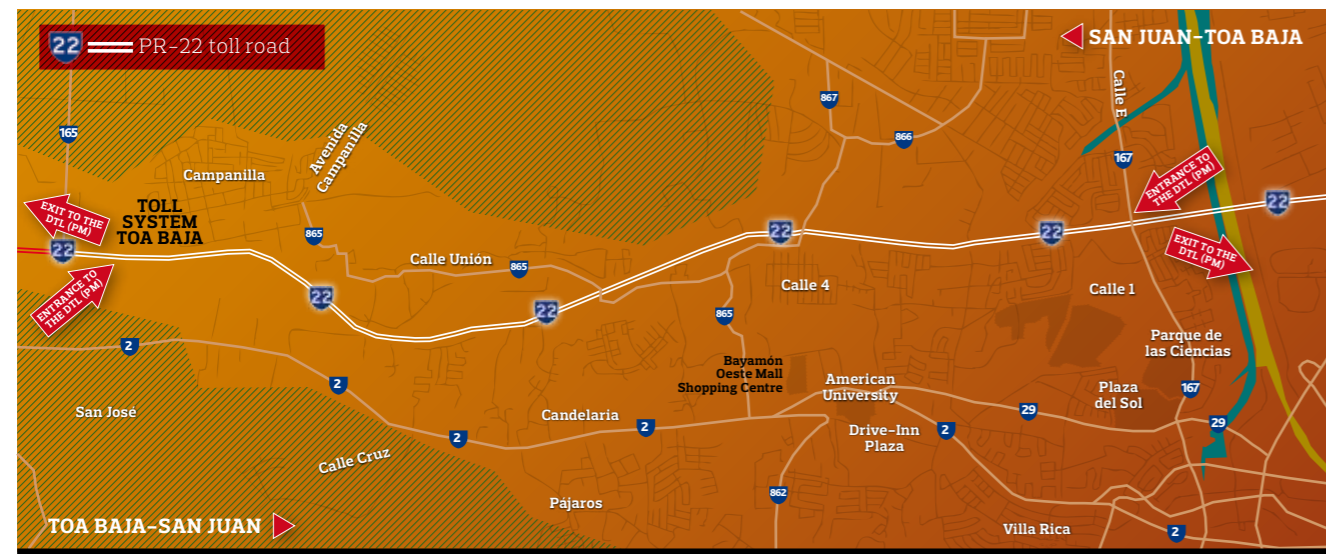 22 PR-22 toll road
SAN JUAN-TOA BAJA
Calle E
867
866
165
167
Avenida
Campanilla
Campanilla
ENTRANCE TO
THE DTL (PM)
EXIT TO THE
DTL (PM)
TOLL
SYSTEM
TOA BAJA
22
22
22
22
865
EXIT TO THE
DTL (PM)
Calle Unión
865
ENTRANCE TO
THE DTL (PM)
Calle 4
Calle 1
22
22
865
2
Parque de
las Ciencias
Bayamón
Oeste Mall
Shopping Centre
American
University
Plaza
del Sol
167
2
San José
Candelaria
2
29
29
2
Drive-Inn
Plaza
2
Calle Cruz
862
Pájaros
TOA BAJA-SAN JUAN
Villa Rica
2